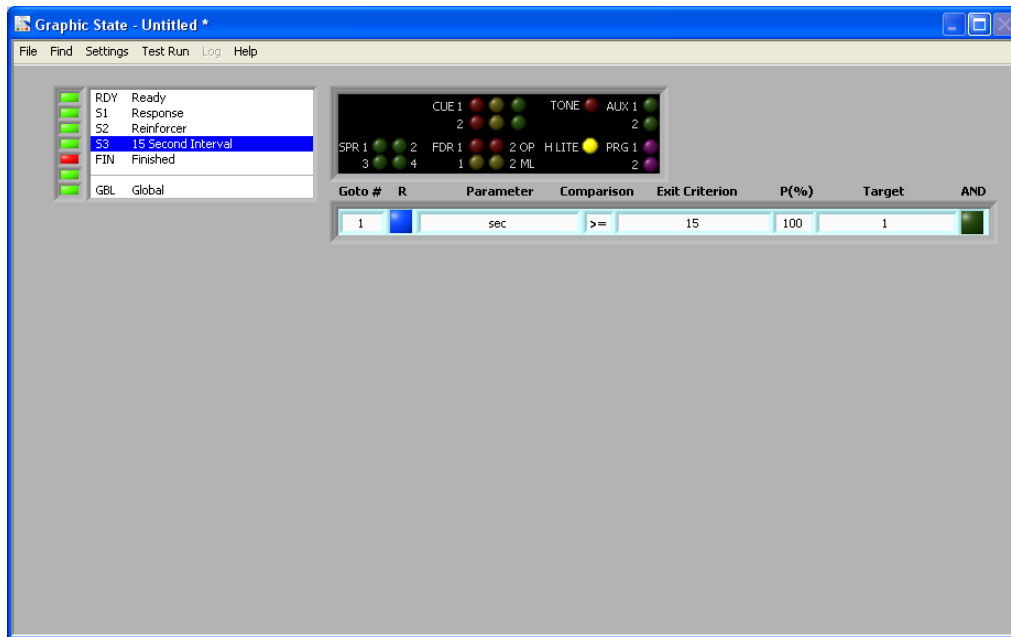 Graphic State - Untitled *
File Find Settings Test Run Log Help
RDY Ready
S1 Response
S2 Reinforcer
S3 15 Second Interval
FIN Finished
GBL Global
CUE 1 TONE AUX 1
2 2
SPR 1 2 FDR 1 2 OP H LITE PRG 1
3 4 1 2 ML 2
Goto # R Parameter Comparison Exit Criterion P(%) Target AND
1 sec >= 15 100 1